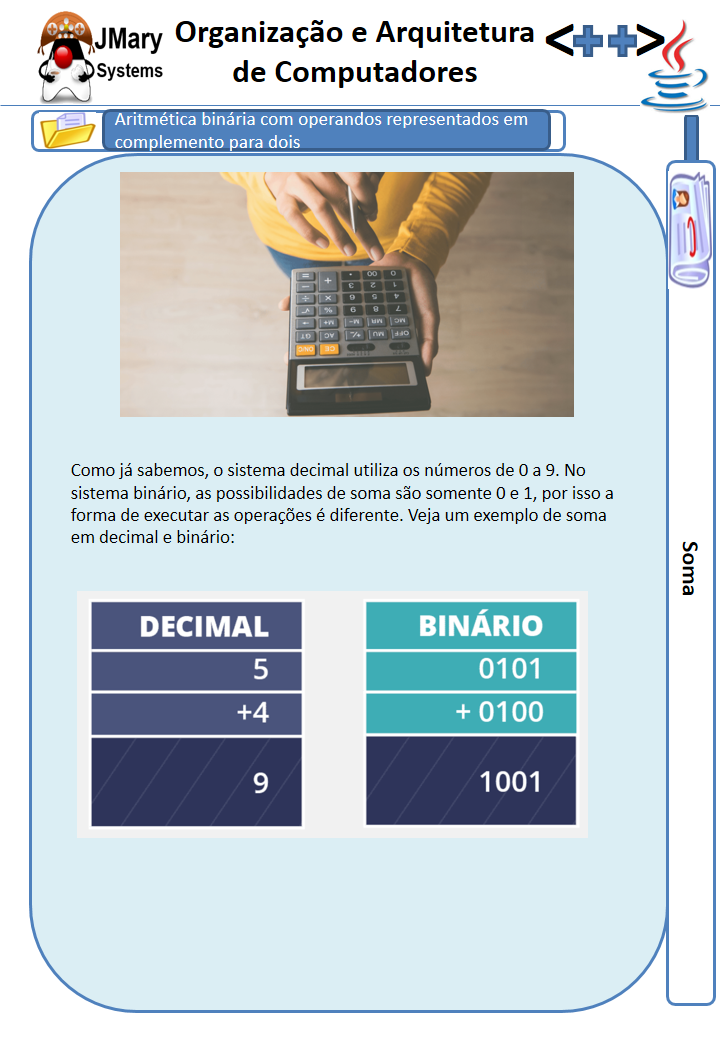 JMary
Systems
Organização e Arquitetura
de Computadores
<++>
Aritmética binária com operandos representados em
complemento para dois
Como já sabemos, o sistema decimal utiliza os números de 0 a 9. No
sistema binário, as possibilidades de soma são somente 0 e 1, por isso a
forma de executar as operações é diferente. Veja um exemplo de soma
em decimal e binário:
DECIMAL
5
+4
9
BINÁRIO
0101
+ 0100
1001
Soma